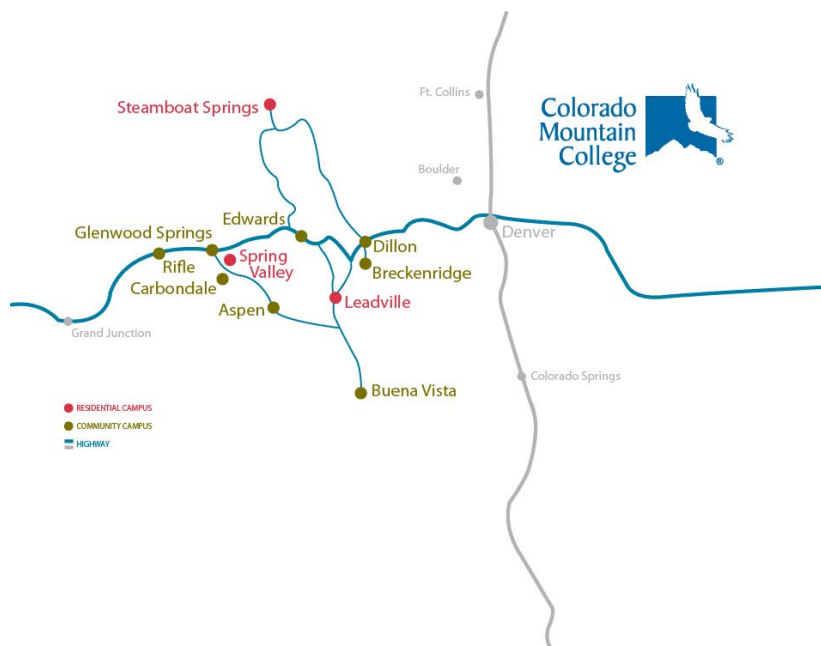 Ft. Collins
Steamboat Springs
Colorado
Mountain
College
®
Boulder
Edwards
Glenwood Springs
Denver
Dillon
Spring
Valley
Rifle
Breckenridge
Carbondale
Leadville
Aspen
Grand Junction
Colorado Springs
Buena Vista
RESIDENTIAL CAMPUS
COMMUNITY CAMPUS
HIGHWAY